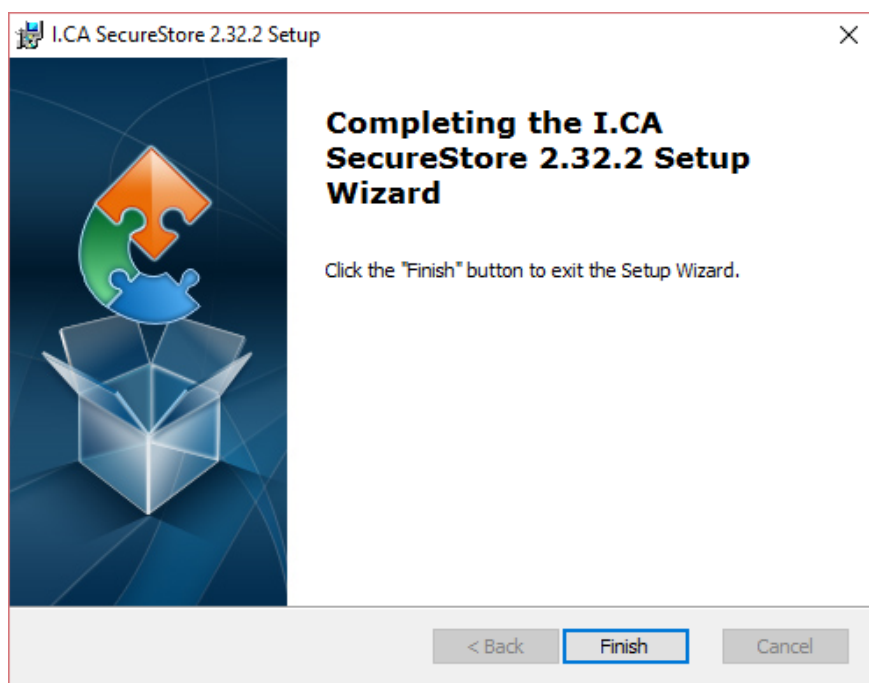 I.CA SecureStore 2.32.2 Setup
Completing the I.CA
SecureStore 2.32.2 Setup
Wizard
Click the "Finish" button to exit the Setup Wizard.
< Back
Finish
Cancel